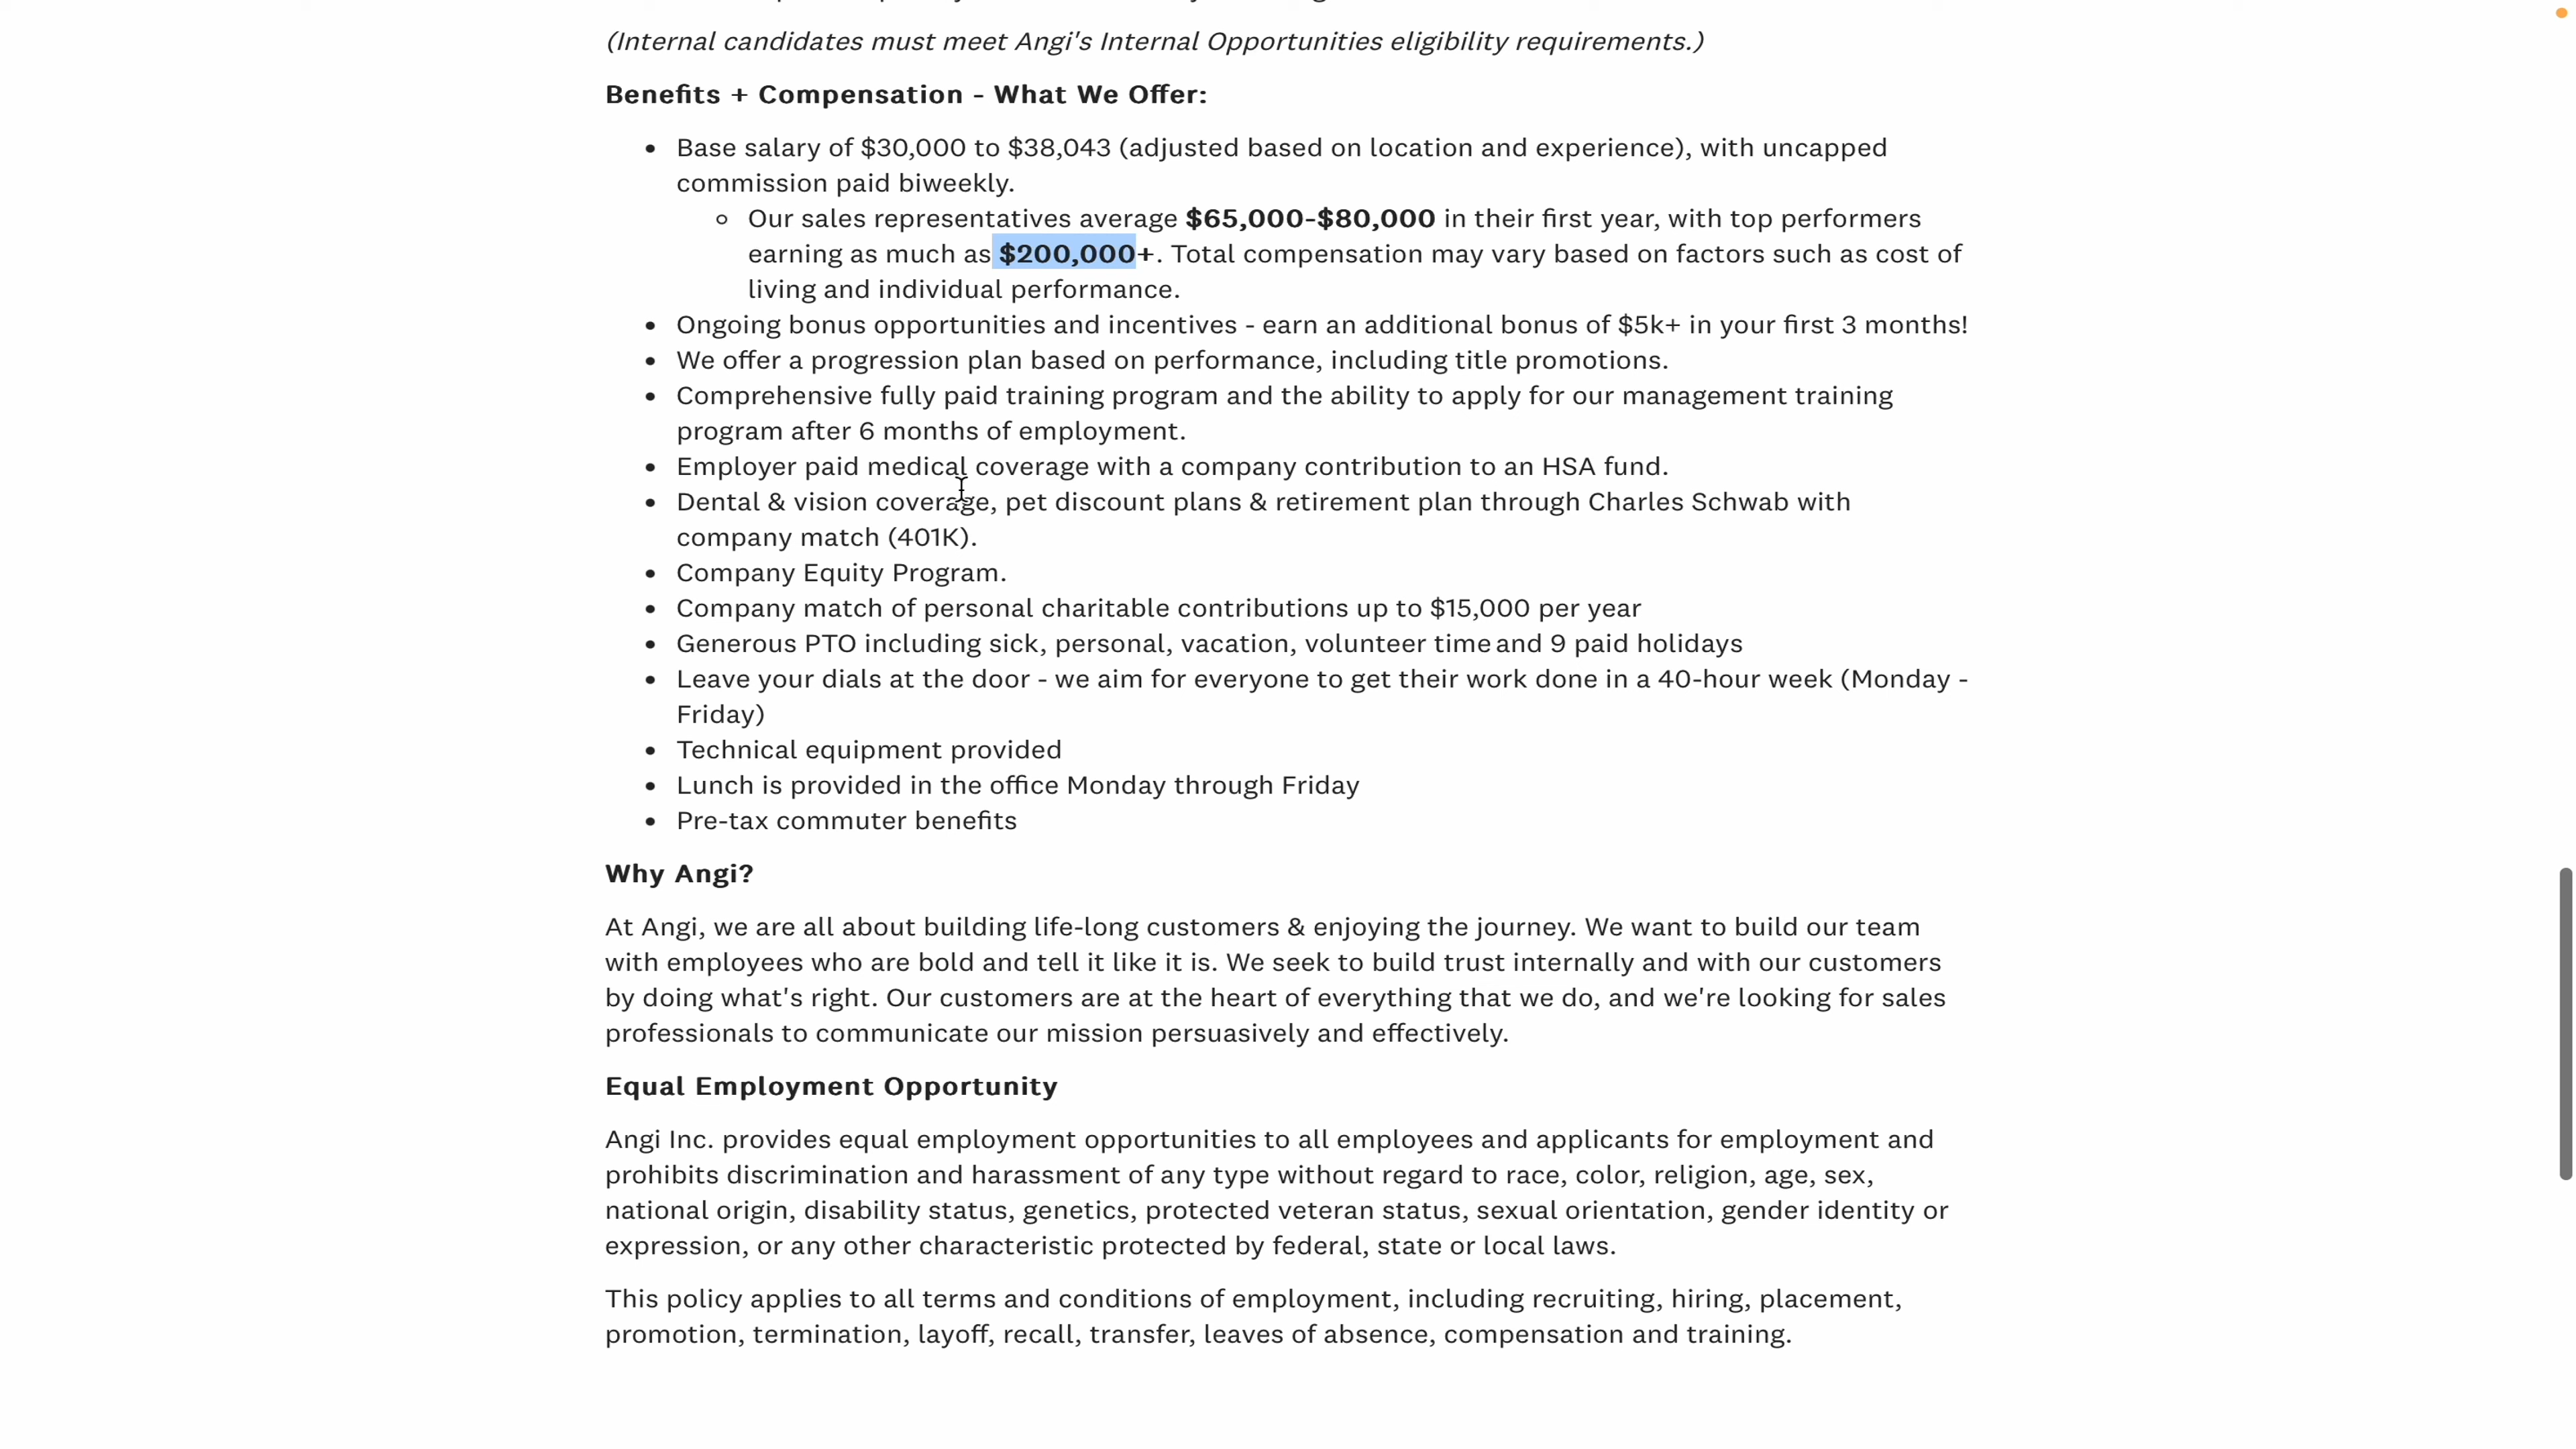 (Internal candidates must meet Angi's Internal Opportunities eligibility requirements.)
Benefits + Compensation - What We Offer:
• Base salary of $30,000 to $38,043 (adjusted based on location and experience), with uncapped
commission paid biweekly.
◦ Our sales representatives average $65,000-$80,000 in their first year, with top performers
earning as much as $200,000+. Total compensation may vary based on factors such as cost of
living and individual performance.
• Ongoing bonus opportunities and incentives - earn an additional bonus of $5k+ in your first 3 months!
• We offer a progression plan based on performance, including title promotions.
• Comprehensive fully paid training program and the ability to apply for our management training
program after 6 months of employment.
• Employer paid medical coverage with a company contribution to an HSA fund.
• Dental & vision coverage, pet discount plans & retirement plan through Charles Schwab with
company match (401K).
• Company Equity Program.
• Company match of personal charitable contributions up to $15,000 per year
• Generous PTO including sick, personal, vacation, volunteer time and 9 paid holidays
• Leave your dials at the door - we aim for everyone to get their work done in a 40-hour week (Monday -
Friday)
• Technical equipment provided
• Lunch is provided in the office Monday through Friday
• Pre-tax commuter benefits
Why Angi?
At Angi, we are all about building life-long customers & enjoying the journey. We want to build our team
with employees who are bold and tell it like it is. We seek to build trust internally and with our customers
by doing what's right. Our customers are at the heart of everything that we do, and we're looking for sales
professionals to communicate our mission persuasively and effectively.
Equal Employment Opportunity
Angi Inc. provides equal employment opportunities to all employees and applicants for employment and
prohibits discrimination and harassment of any type without regard to race, color, religion, age, sex,
national origin, disability status, genetics, protected veteran status, sexual orientation, gender identity or
expression, or any other characteristic protected by federal, state or local laws.
This policy applies to all terms and conditions of employment, including recruiting, hiring, placement,
promotion, termination, layoff, recall, transfer, leaves of absence, compensation and training.